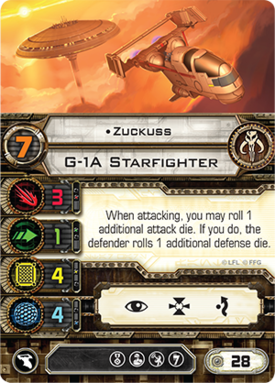 •Zuckuss
7
G-1A Starfighter
3
1
4
4
When attacking, you may roll 1
additional attack die. If you do, the
defender rolls 1 additional defense die.
©LFL ©FFG
28